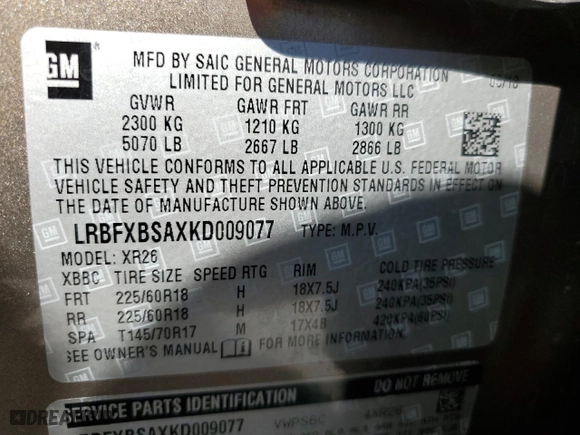 GM
MFD BY SAIC GENERAL MOTORS CORPORATION
LIMITED FOR GENERAL MOTORS LLC
GVWR GAWR FRT GAWR RR
2300 KG 1210 KG 1300 KG
5070 LB 2667 LB 2866 LB
THIS VEHICLE CONFORMS TO ALL APPLICABLE U.S. FEDERAL MOTOR
VEHICLE SAFETY AND THEFT PREVENTION STANDARDS IN EFFECT ON
THE DATE OF MANUFACTURE SHOWN ABOVE.
LRBFXBSAXKD009077 TYPE: M.P.V.
MODEL: XR26
XBBC TIRE SIZE SPEED RTG RIM COLD TIRE PRESSURE
FRT 225/60R18 H 18X7.5J 240KPA(35PSI)
RR 225/60R18 H 18X7.5J 240KPA(35PSI)
SPA T145/70R17 M 17X4B 420KPA(60PSI)
SEE OWNER'S MANUAL FOR MORE INFORMATION
SERVICE PARTS IDENTIFICATION DO NOT REMOVE
LRBFXBSAXKD009077 4XR26